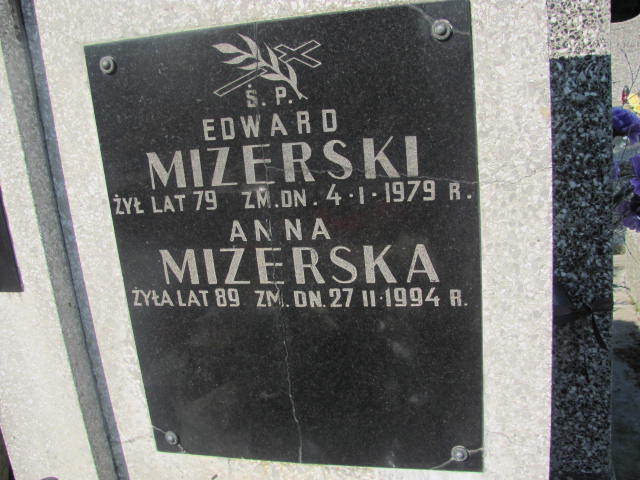 Ś. P.
EDWARD
MIZERSKI
ŻYŁ LAT 79 ZM. DN. 4·I·1979 R.
ANNA
MIZERSKA
ŻYŁA LAT 89 ZM. DN. 27 II·1994 R.